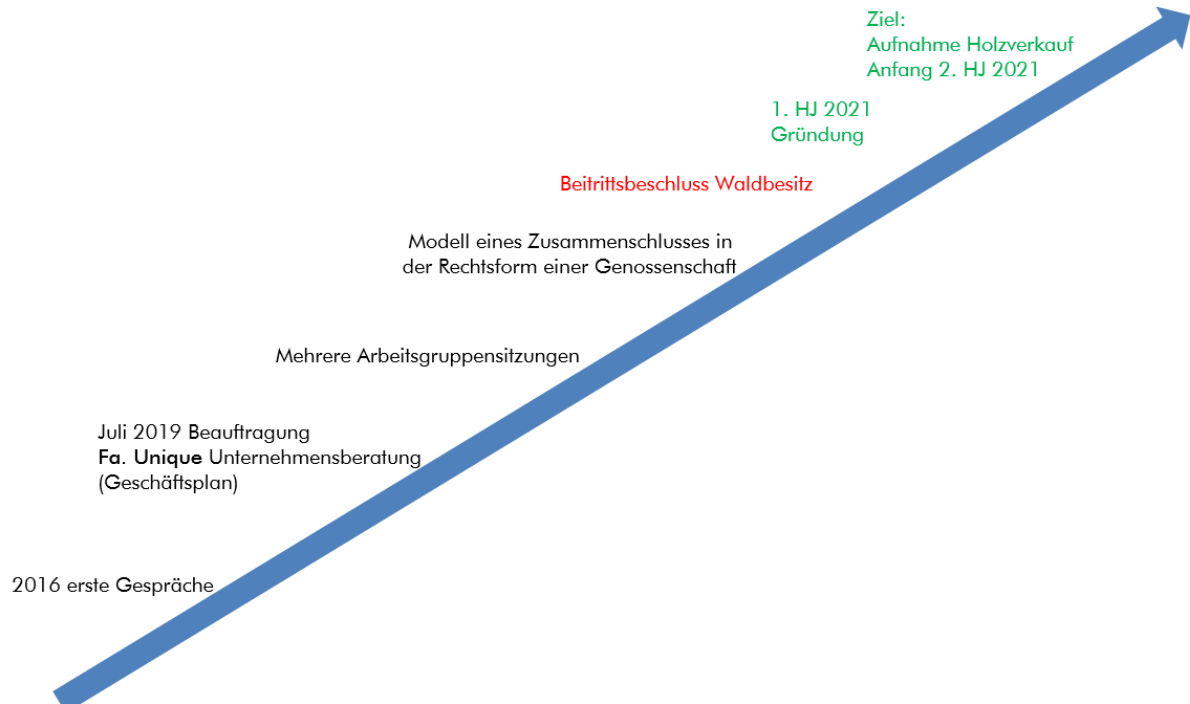 Ziel:
Aufnahme Holzverkauf
Anfang 2. HJ 2021
1. HJ 2021
Gründung
Beitrittsbeschluss Waldbesitz
Modell eines Zusammenschlusses in
der Rechtsform einer Genossenschaft
Mehrere Arbeitsgruppensitzungen
Juli 2019 Beauftragung
Fa. Unique Unternehmensberatung
(Geschäftsplan)
2016 erste Gespräche